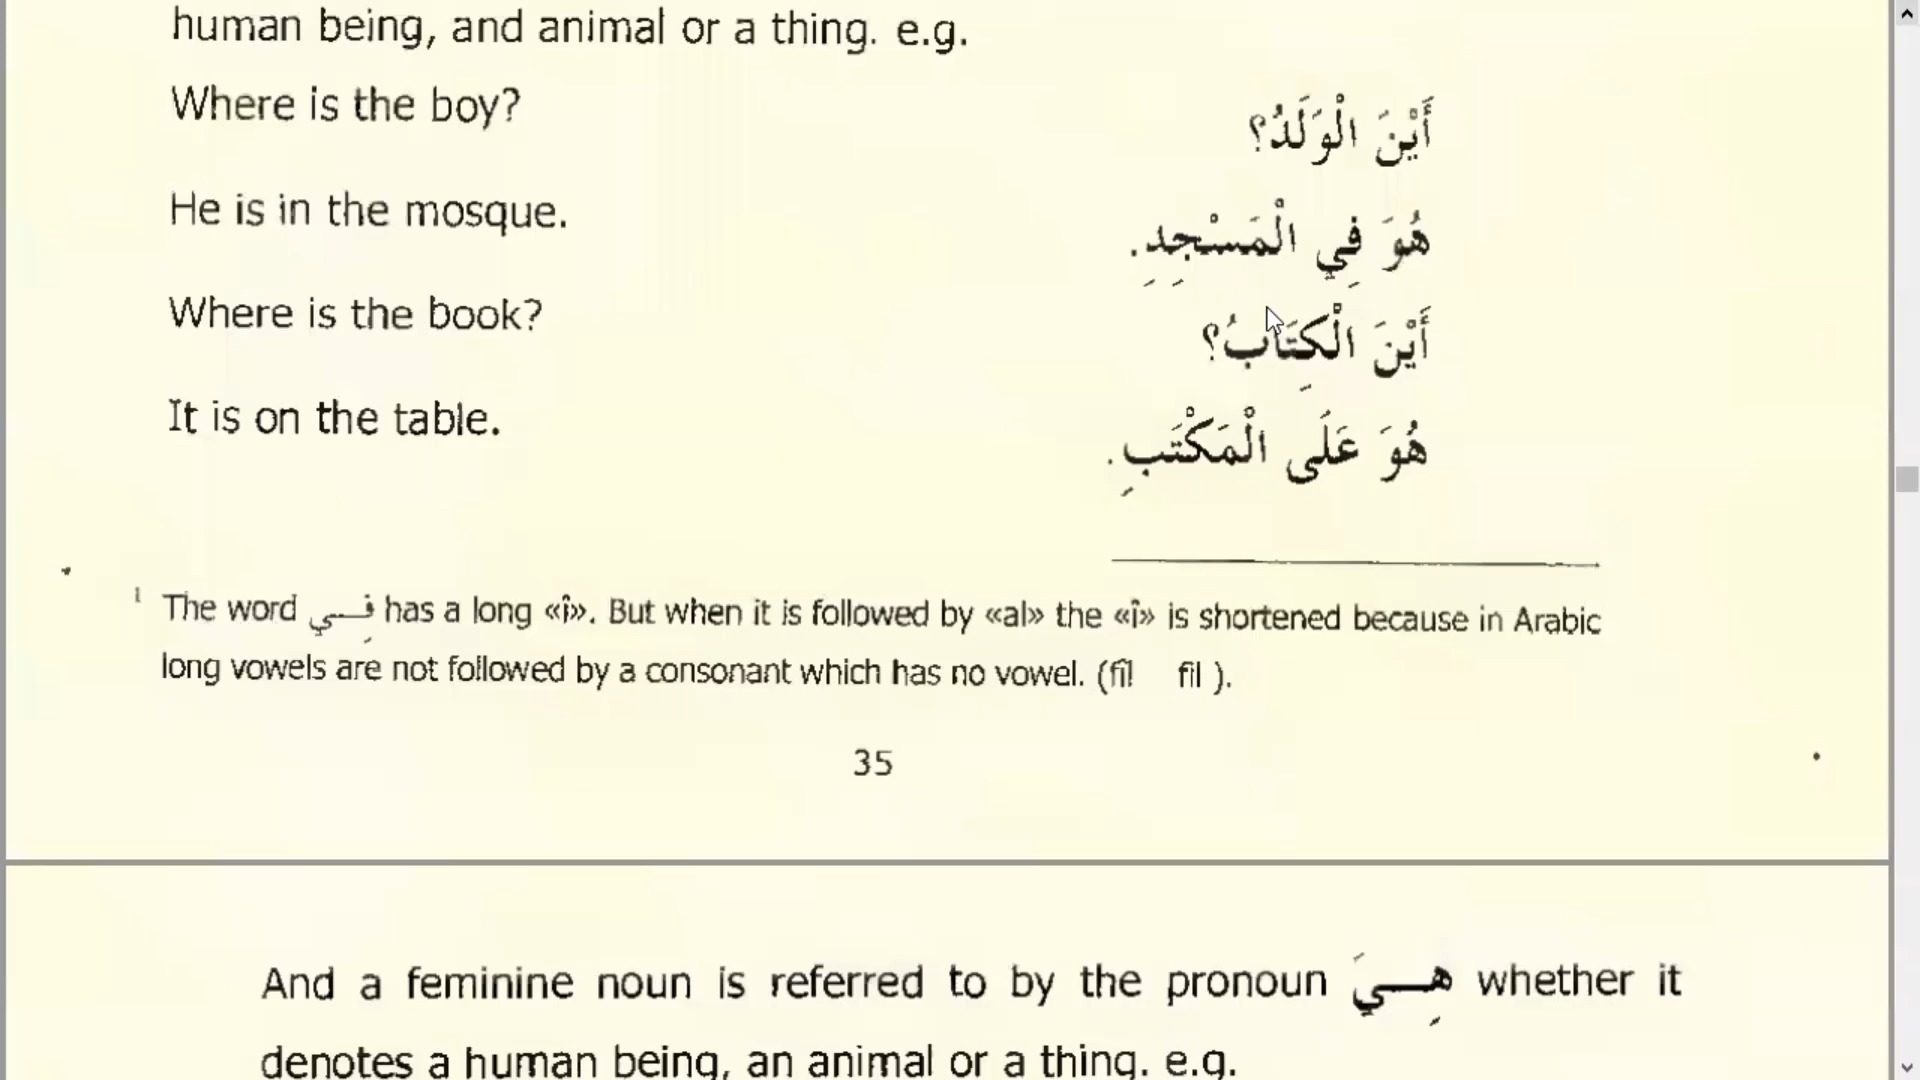 human being, and animal or a thing. e.g.
Where is the boy? أَيْنَ الْوَلَدُ؟
He is in the mosque. هُوَ فِي الْمَسْجِدِ.
Where is the book? أَيْنَ الْكِتَابُ؟
It is on the table. هُوَ عَلَى الْمَكْتَبِ.
1 The word فِـي has a long «î». But when it is followed by «al» the «î» is shortened because in Arabic
long vowels are not followed by a consonant which has no vowel. (fîl fil ).
35
And a feminine noun is referred to by the pronoun هِـيَ whether it
denotes a human being, an animal or a thing. e.g.